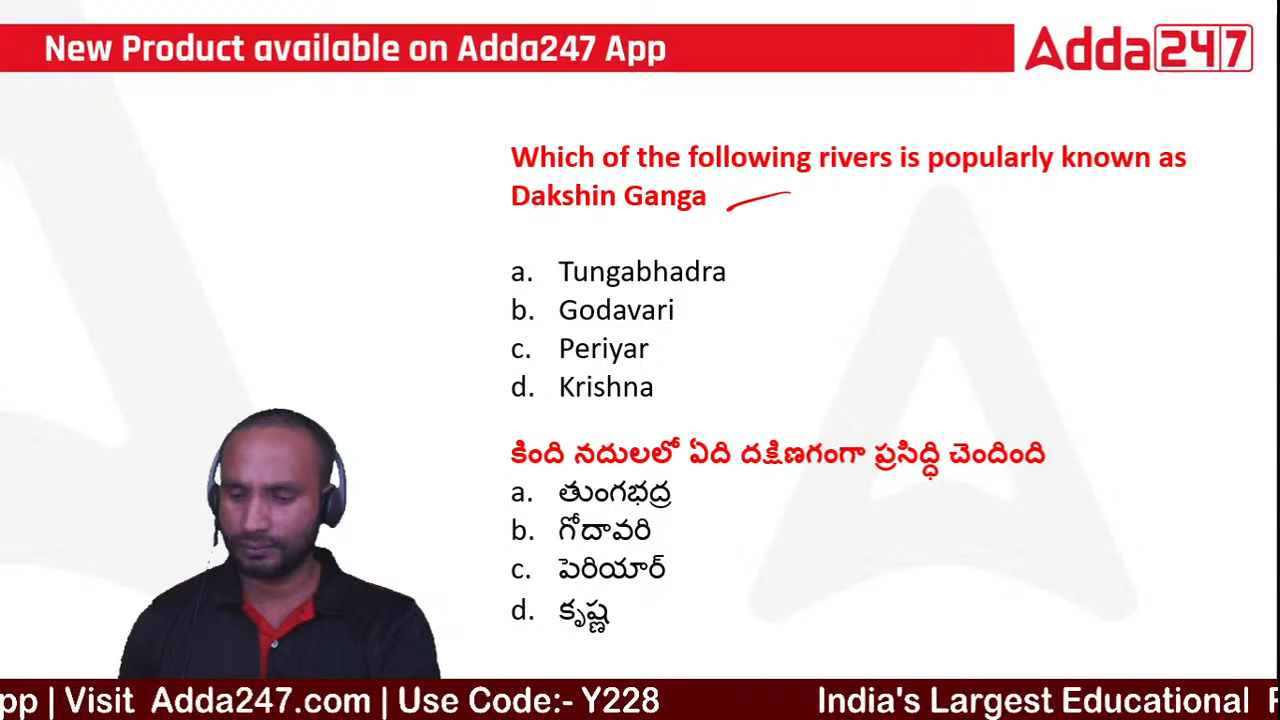 New Product available on Adda247 App
Adda247
Which of the following rivers is popularly known as
Dakshin Ganga
a. Tungabhadra
b. Godavari
c. Periyar
d. Krishna
కింది నదులలో ఏది దక్షిణగంగా ప్రసిద్ధి చెందింది
a. తుంగభద్ర
b. గోదావరి
c. పెరియార్
d. కృష్ణ
pp | Visit Adda247.com | Use Code:- Y228 India's Largest Educational